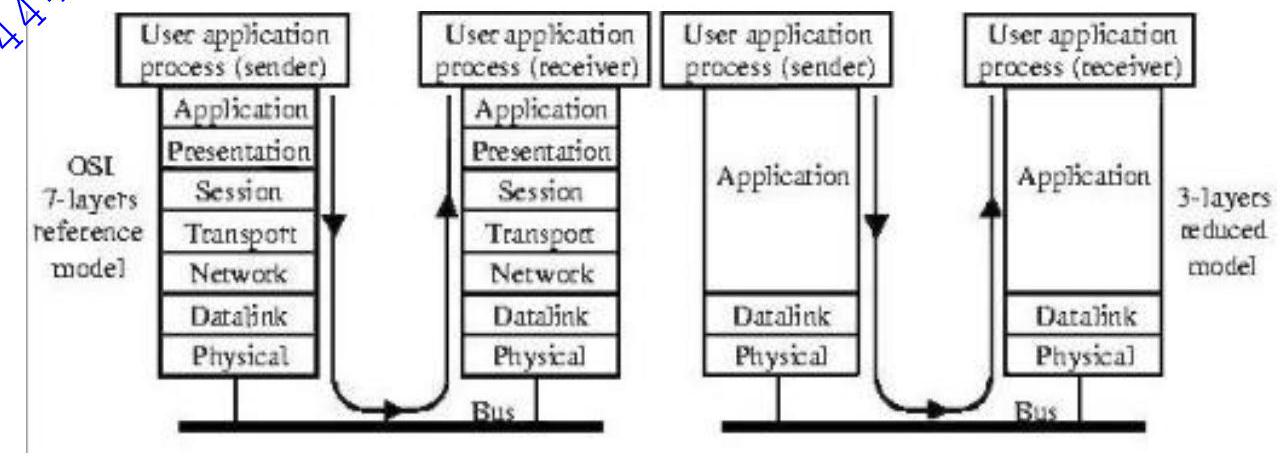 44
User application
process (sender)
Application
Presentation
Session
Transport
Network
Datalink
Physical
OSI
7-layers
reference
model
User application
process (receiver)
Application
Presentation
Session
Transport
Network
Datalink
Physical
Bus
User application
process (sender)
Application
Datalink
Physical
User application
process (receiver)
Application
Datalink
Physical
Bus
3-layers
reduced
model